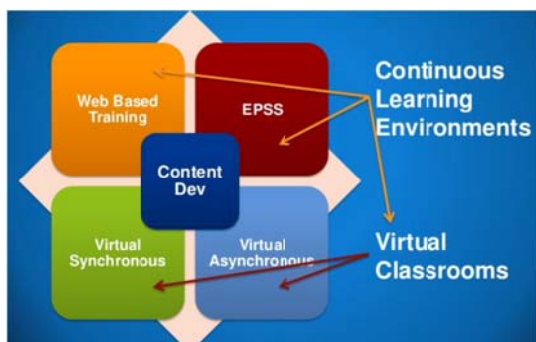 Web Based
Training
EPSS
Continuous
Learning
Environments
Content
Dev
Virtual
Synchronous
Virtual
Asynchronous
Virtual
Classrooms